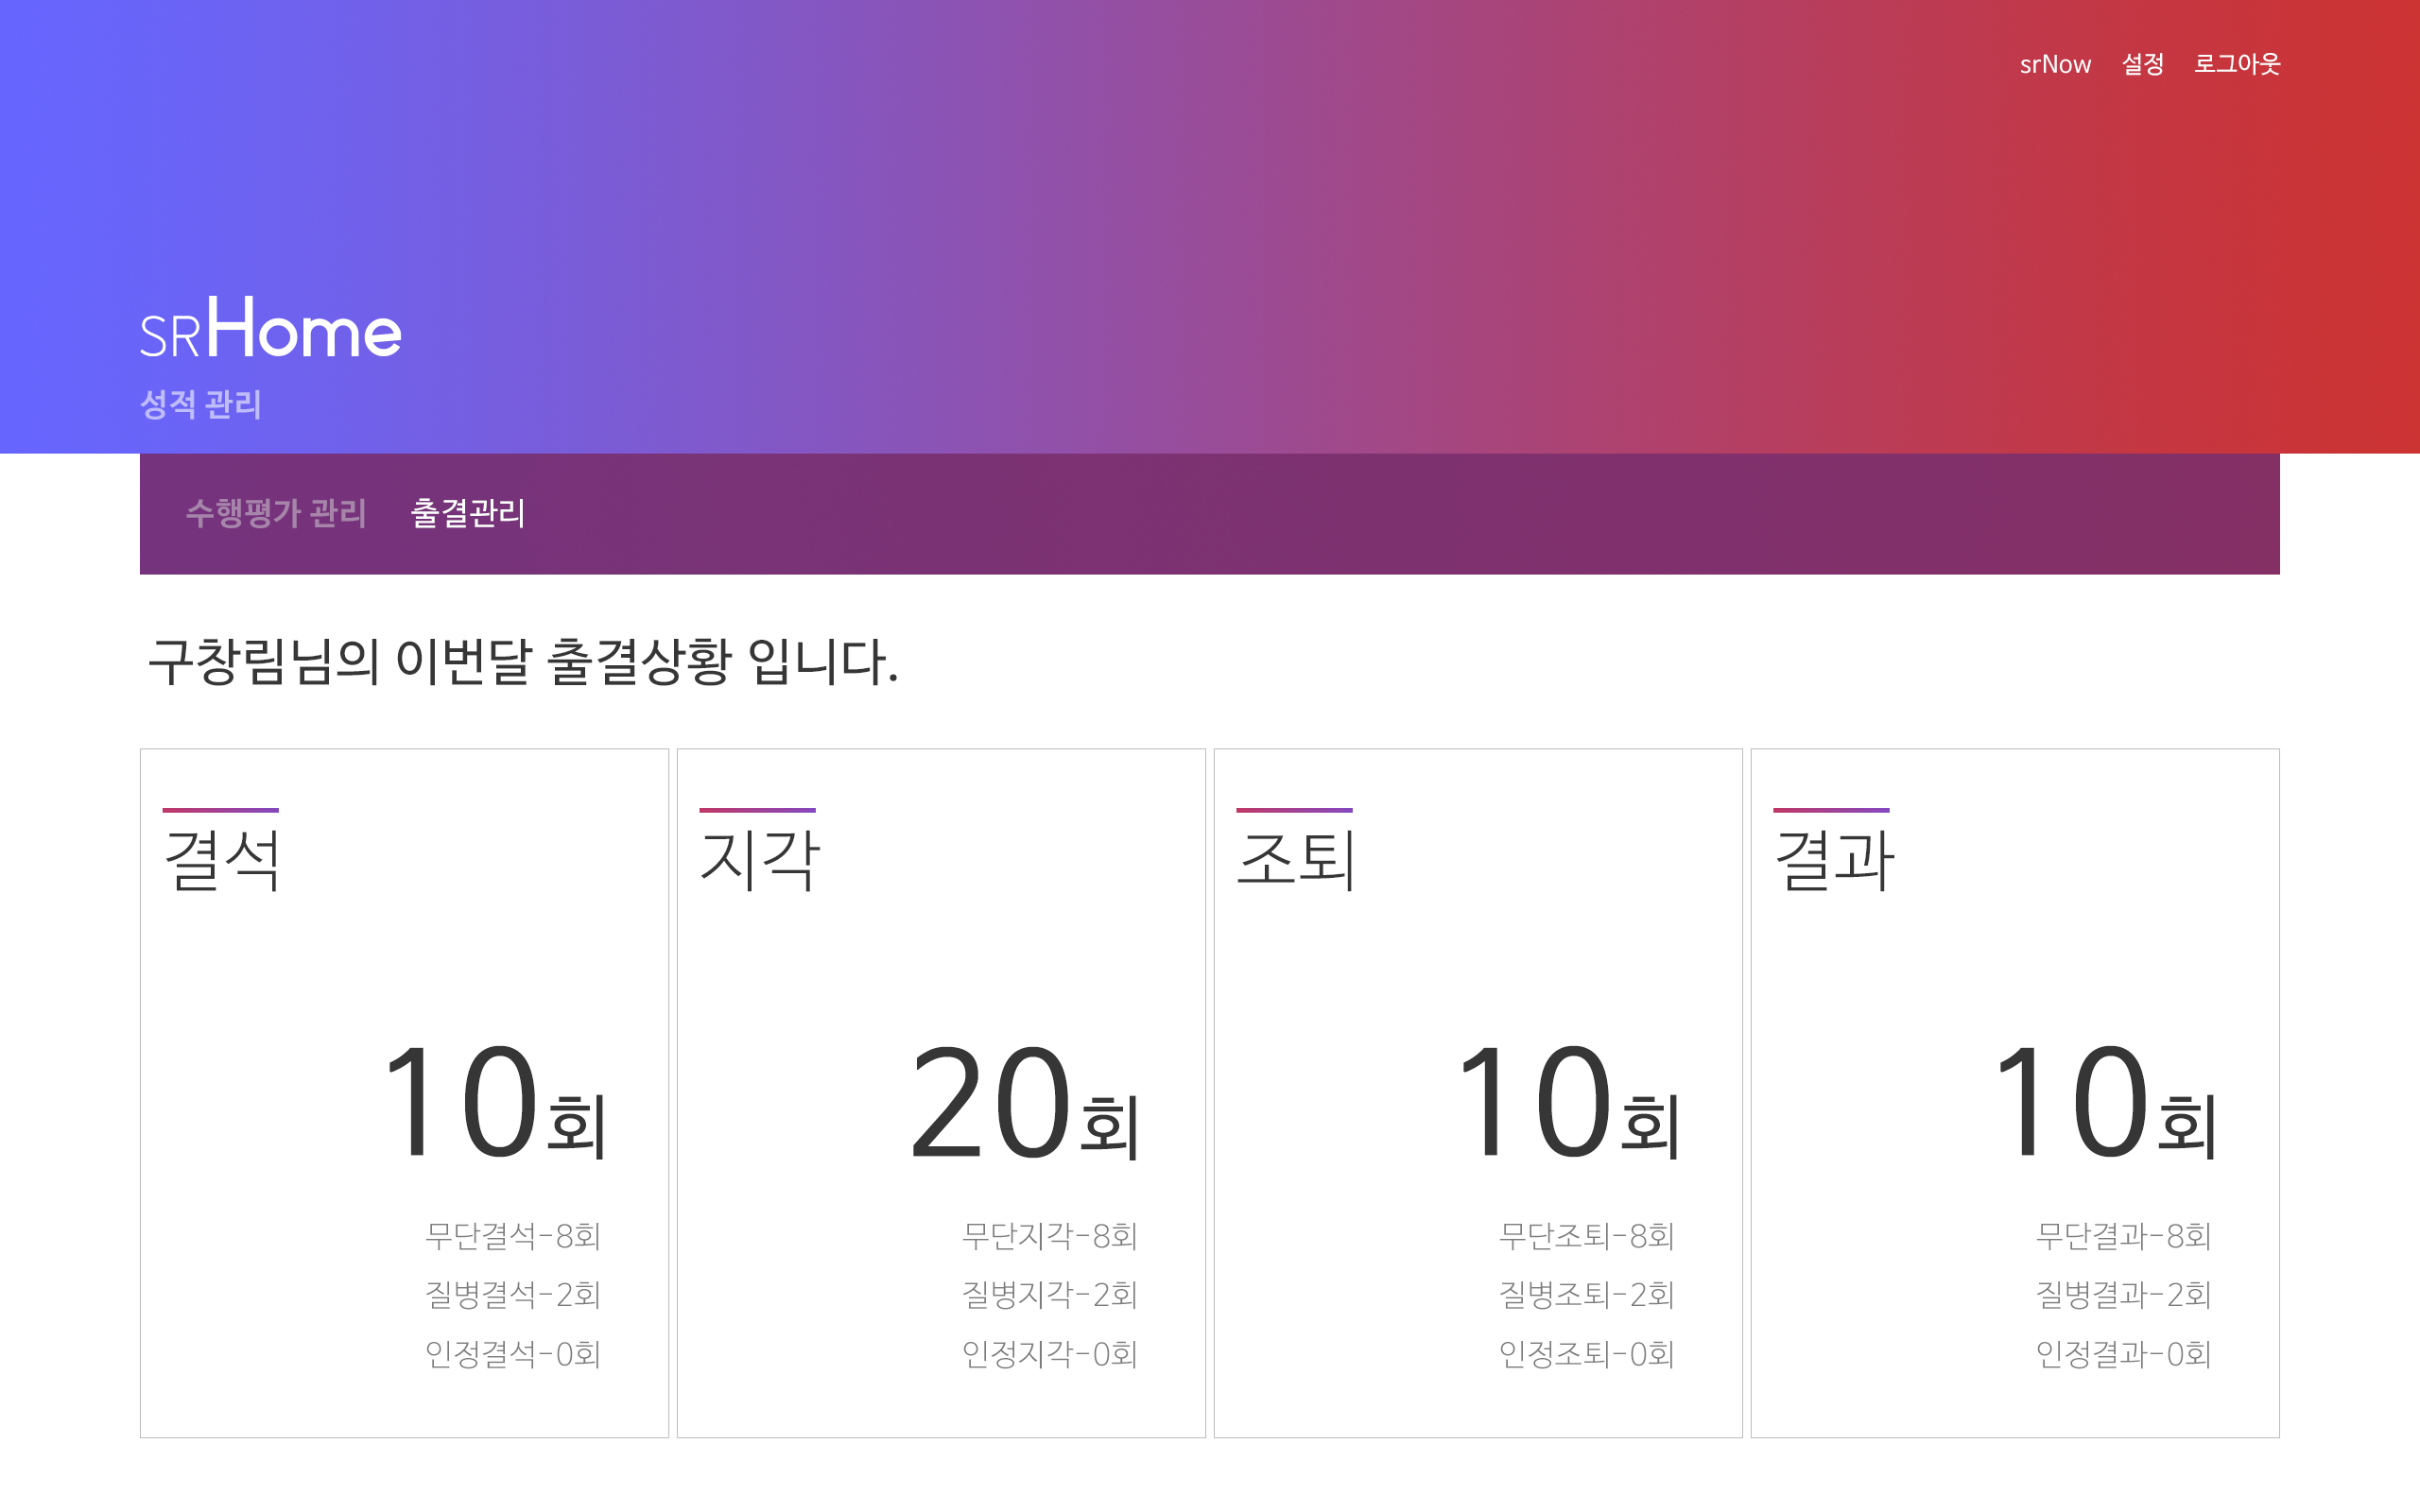 srNow 설정 로그아웃
SRHome
성적 관리
수행평가 관리 출결관리
구창림님의 이번달 출결상황 입니다.
결석
10회
무단결석-8회
질병결석-2회
인정결석-0회
지각
20회
무단지각-8회
질병지각-2회
인정지각-0회
조퇴
10회
무단조퇴-8회
질병조퇴-2회
인정조퇴-0회
결과
10회
무단결과-8회
질병결과-2회
인정결과-0회